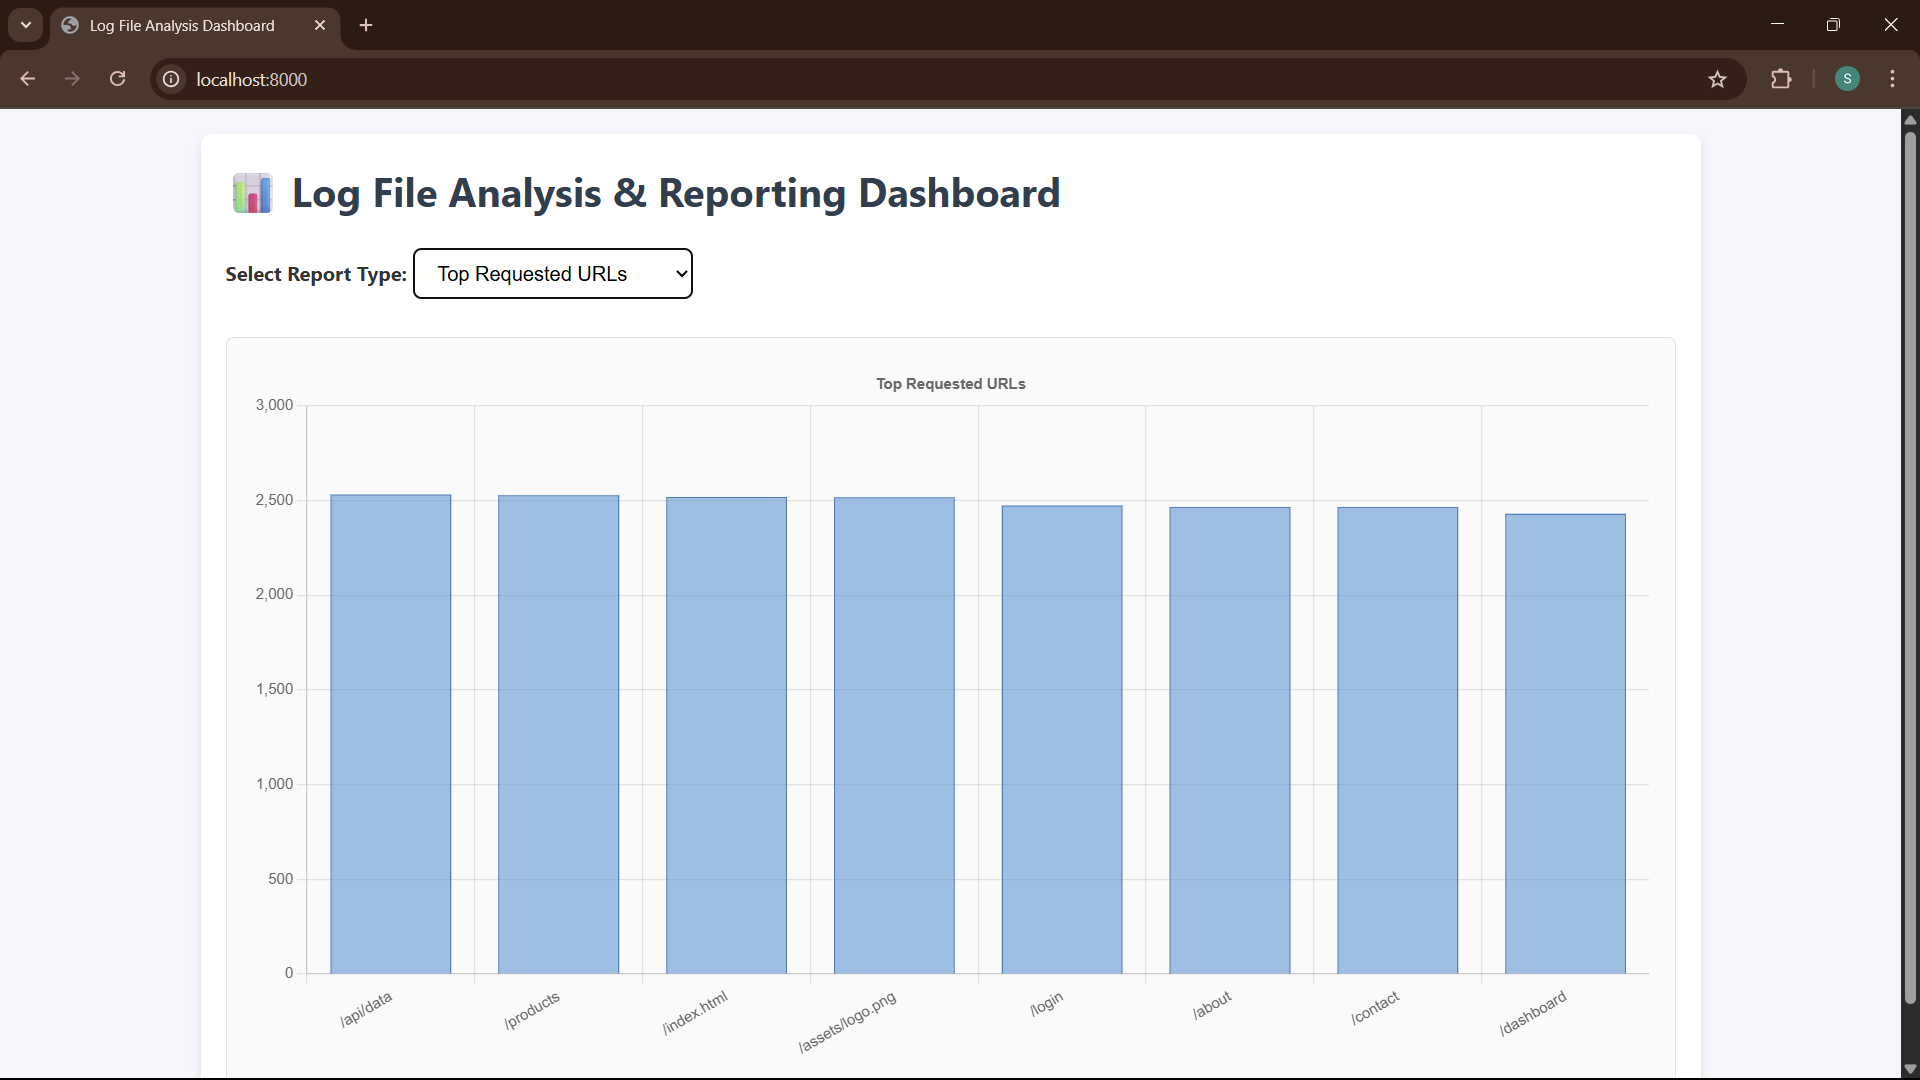 Log File Analysis Dashboard
localhost:8000
S
Log File Analysis & Reporting Dashboard
Select Report Type: Top Requested URLs
Top Requested URLs
3,000
2,500
2,000
1,500
1,000
500
0
/api/data
/products
/index.html
/assets/logo.png
/login
/about
/contact
/dashboard